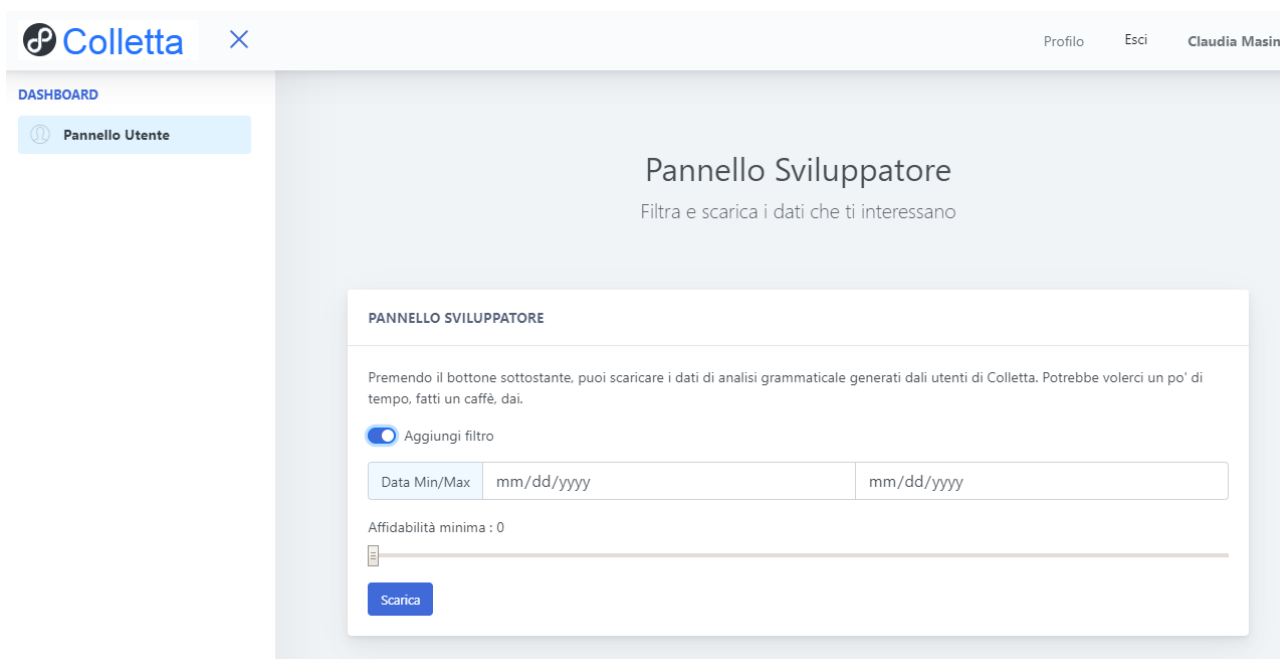 Colletta
Profilo
Esci
Claudia Masin
DASHBOARD
Pannello Utente
Pannello Sviluppatore
Filtra e scarica i dati che ti interessano
PANNELLO SVILUPPATORE
Premendo il bottone sottostante, puoi scaricare i dati di analisi grammaticale generati dali utenti di Colletta. Potrebbe volerci un po' di
tempo, fatti un caffè, dai.
Aggiungi filtro
Data Min/Max
mm/dd/yyyy
mm/dd/yyyy
Affidabilità minima : 0
Scarica